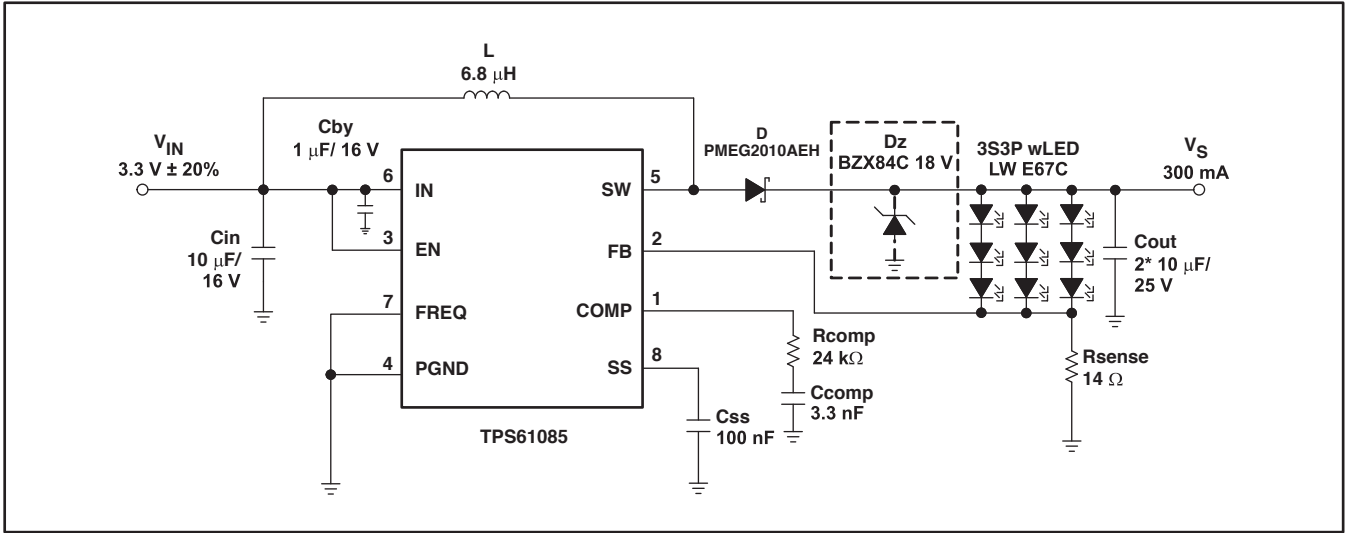 L
6.8 μH
V_IN
3.3 V ± 20%
Cby
1 μF/ 16 V
D
PMEG2010AEH
Dz
BZX84C 18 V
3S3P wLED
LW E67C
V_S
300 mA
6
IN
SW
5
3
EN
FB
2
Cin
10 μF/
16 V
Cout
2* 10 μF/
25 V
7
FREQ
COMP
1
Rcomp
24 kΩ
4
PGND
SS
8
Rsense
14 Ω
Ccomp
3.3 nF
Css
100 nF
TPS61085